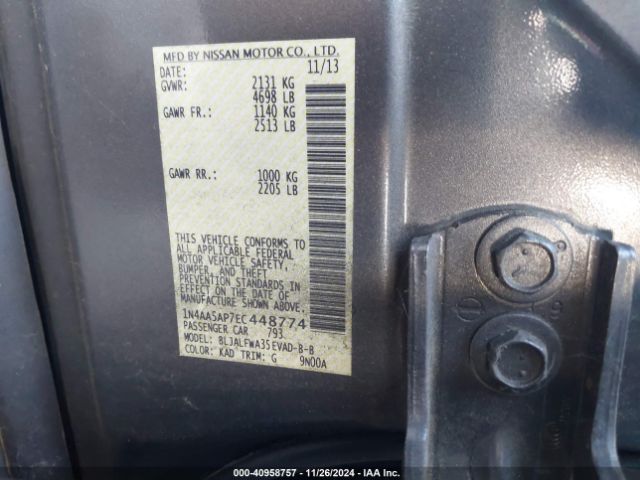 MFD BY NISSAN MOTOR CO., LTD.
DATE: 11/13
GVWR: 2131 KG
4698 LB
GAWR FR.: 1140 KG
2513 LB
GAWR RR.: 1000 KG
2205 LB
THIS VEHICLE CONFORMS TO
ALL APPLICABLE FEDERAL
MOTOR VEHICLE SAFETY,
BUMPER, AND THEFT
PREVENTION STANDARDS
IN EFFECT ON THE DATE
OF MANUFACTURE SHOWN
ABOVE.
1N4AA5AP7EC448774
PASSENGER CAR 793
MODEL: BLJALFWA35EVAD-B-B
COLOR: KAD TRIM: G 9N00A
000-40958757 - 11/26/2024 - IAA Inc.